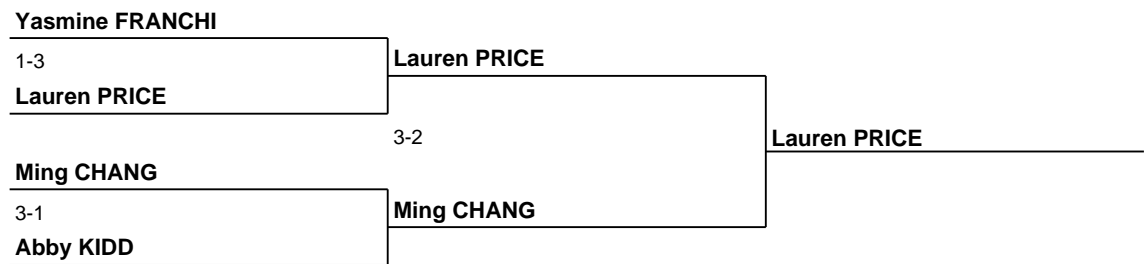 Yasmine FRANCHI
1-3
Lauren PRICE
Lauren PRICE
3-2
Lauren PRICE
Ming CHANG
3-1
Ming CHANG
Abby KIDD